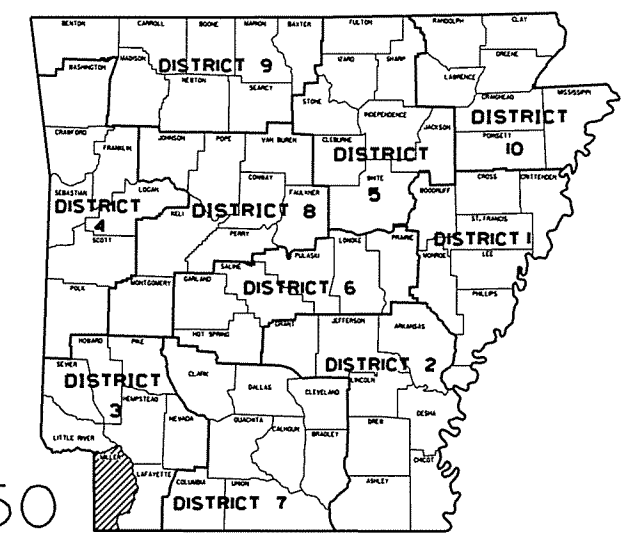 BENTON CARROLL BOONE MARION BAXTER FULTON RANDOLPH CLAY
WASHINGTON MADISON DISTRICT 9 IZARD SHARP GREENE
NEWTON SEARCY LAWRENCE
STONE CRAIGHEAD MISSISSIPPI
INDEPENDENCE DISTRICT
CRAWFORD FRANKLIN JOHNSON POPE VAN BUREN CLEBURNE JACKSON POINSETT 10
DISTRICT
LOGAN CONWAY WHITE CROSS CRITTENDEN
SEBASTIAN FAULKNER 5 WOODRUFF
DISTRICT 4 YELL DISTRICT 8 ST. FRANCIS
SCOTT PERRY LONOKE PRAIRIE DISTRICT 1
SALINE PULASKI MONROE LEE
POLK MONTGOMERY GARLAND DISTRICT 6 PHILLIPS
HOT SPRING GRANT JEFFERSON ARKANSAS
HOWARD PIKE
SEVIER DISTRICT 3 CLARK DALLAS DISTRICT 2
LINCOLN
HEMPSTEAD CLEVELAND DESHA
NEVADA OUACHITA CALHOUN BRADLEY DREW
LITTLE RIVER
MILLER CHICOT
LAFAYETTE COLUMBIA UNION ASHLEY
DISTRICT 7
50